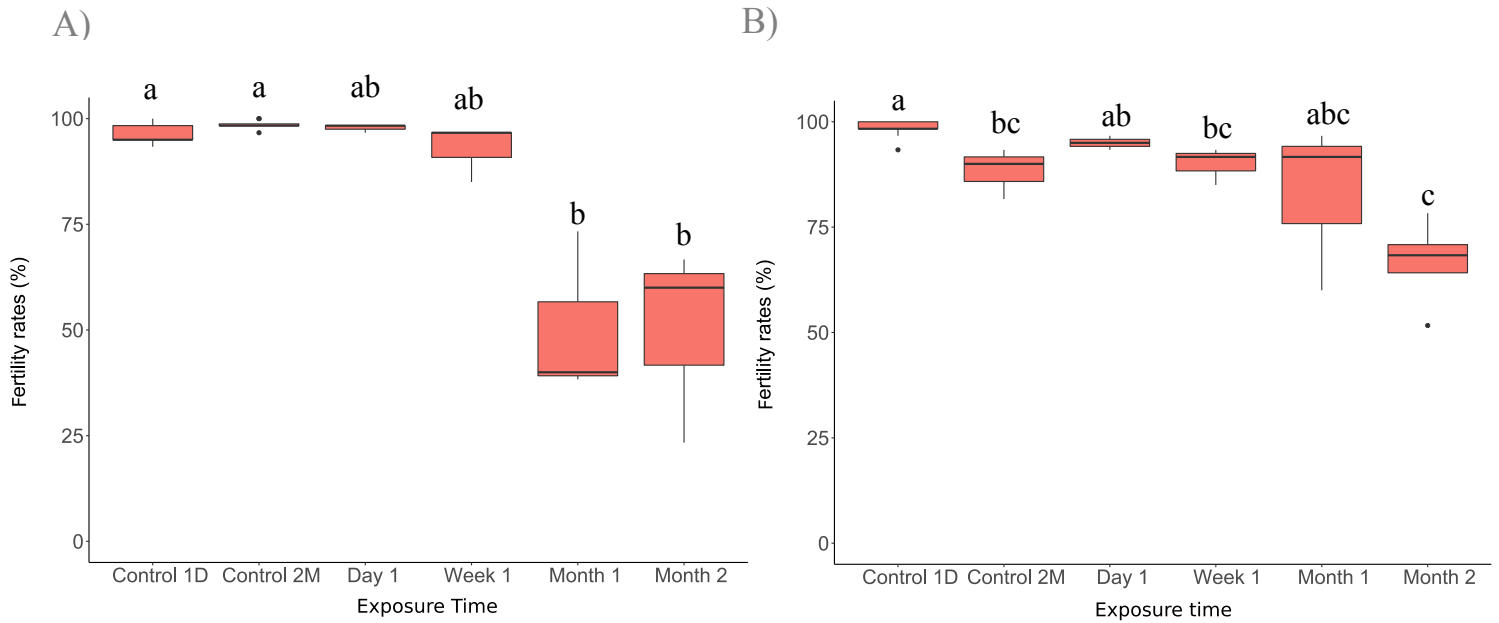 A)
a
a
ab
ab
b
b
100
75
50
25
0
Fertility rates (%)
Control 1D
Control 2M
Day 1
Week 1
Month 1
Month 2
Exposure Time
B)
a
bc
ab
bc
abc
c
100
75
50
25
0
Fertility rates (%)
Control 1D
Control 2M
Day 1
Week 1
Month 1
Month 2
Exposure time